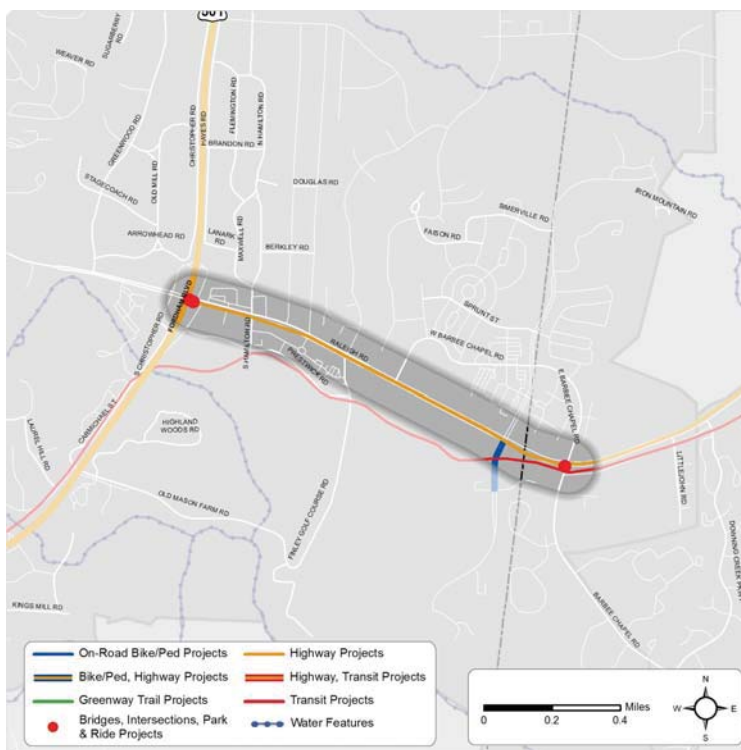 501
SUGARBERRY
RD
WEAVER RD
GREENWOOD RD
CHRISTOPHER RD
HAYES RD
FLEMINGTON RD
N HAMILTON RD
BRANDON RD
OLD MILL RD
STAGECOACH RD
DOUGLAS RD
IRON MOUNTAIN RD
SIMERVILLE RD
FAISON RD
ARROWHEAD RD
LANARK
RD
MAXWELL RD
BERKLEY RD
FORDHAM BLVD
SPRUNT ST
S CHRISTOPHER RD
S HAMILTON RD
RALEIGH RD
W BARBEE CHAPEL RD
PRESTWICK RD
E BARBEE CHAPEL RD
CARMICHAEL ST
LAUREL HILL RD
HIGHLAND
WOODS RD
LITTLEJOHN RD
OLD MASON FARM RD
FINLEY GOLF COURSE RD
DOWNING CREEK PKWY
BARBEE CHAPEL RD
KINGS MILL RD
On-Road Bike/Ped Projects
Highway Projects
Bike/Ped, Highway Projects
Highway, Transit Projects
Greenway Trail Projects
Transit Projects
Bridges, Intersections, Park
& Ride Projects
Water Features
Miles
0
0.2
0.4
N
W
E
S